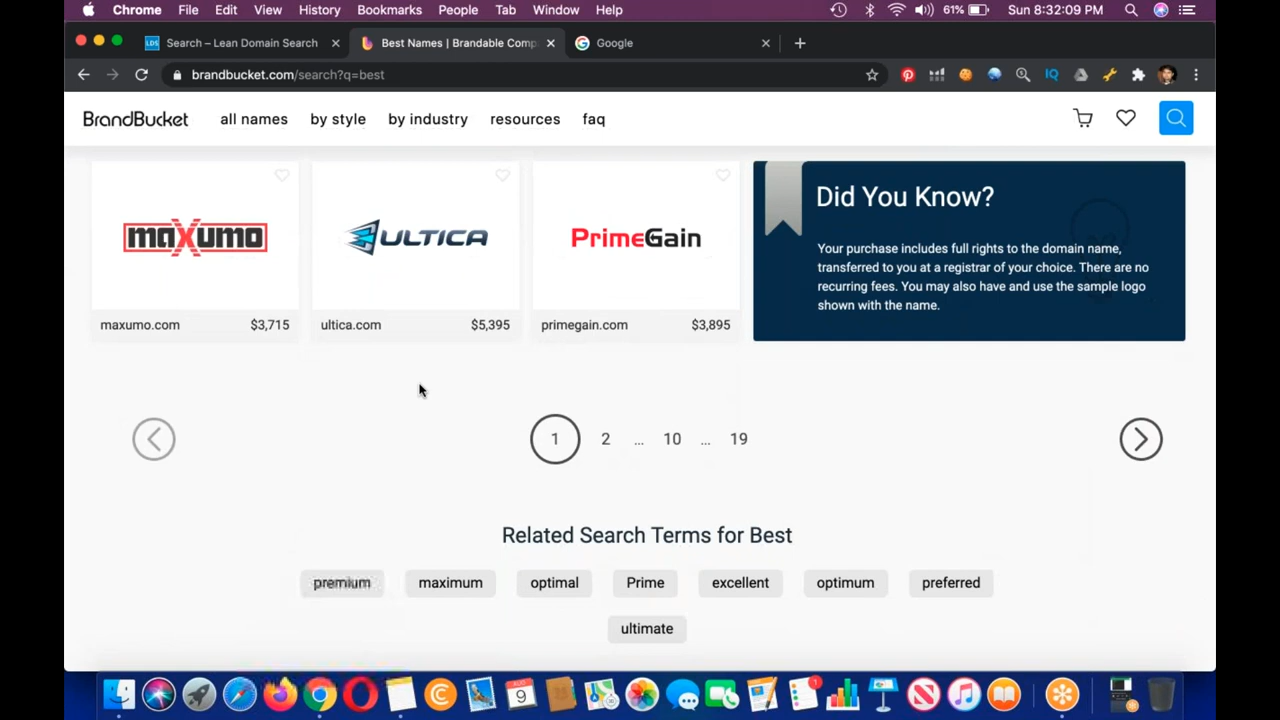 Chrome File Edit View History Bookmarks People Tab Window Help 61% Sun 8:32:09 PM
LDS Search – Lean Domain Search Best Names | Brandable Comp Google
brandbucket.com/search?q=best IQ
BrandBucket all names by style by industry resources faq
maxumo ULTICA PrimeGain
Did You Know?
Your purchase includes full rights to the domain name,
transferred to you at a registrar of your choice. There are no
recurring fees. You may also have and use the sample logo
shown with the name.
maxumo.com $3,715 ultica.com $5,395 primegain.com $3,895
1 2 ... 10 ... 19
Related Search Terms for Best
premium maximum optimal Prime excellent optimum preferred
ultimate
9
1